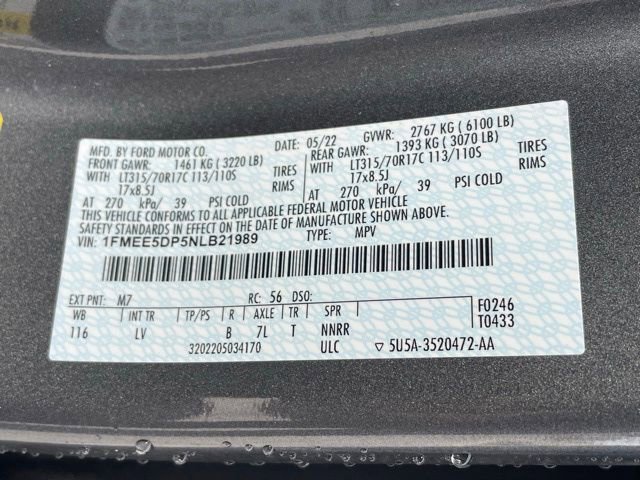 MFD. BY FORD MOTOR CO. DATE: 05/22 GVWR: 2767 KG ( 6100 LB)
FRONT GAWR: 1461 KG ( 3220 LB) REAR GAWR: 1393 KG ( 3070 LB)
WITH LT315/70R17C 113/110S TIRES WITH LT315/70R17C 113/110S TIRES
17x8.5J RIMS 17x8.5J RIMS
AT 270 kPa/ 39 PSI COLD AT 270 kPa/ 39 PSI COLD
THIS VEHICLE CONFORMS TO ALL APPLICABLE FEDERAL MOTOR VEHICLE
SAFETY STANDARDS IN EFFECT ON THE DATE OF MANUFACTURE SHOWN ABOVE.
VIN: 1FMEE5DP5NLB21989 TYPE: MPV
EXT PNT: M7 RC: 56 DSO:
WB INT TR TP/PS R AXLE TR SPR F0246
116 LV B 7L T NNRR T0433
3202205034170 ULC ▽ 5U5A-3520472-AA